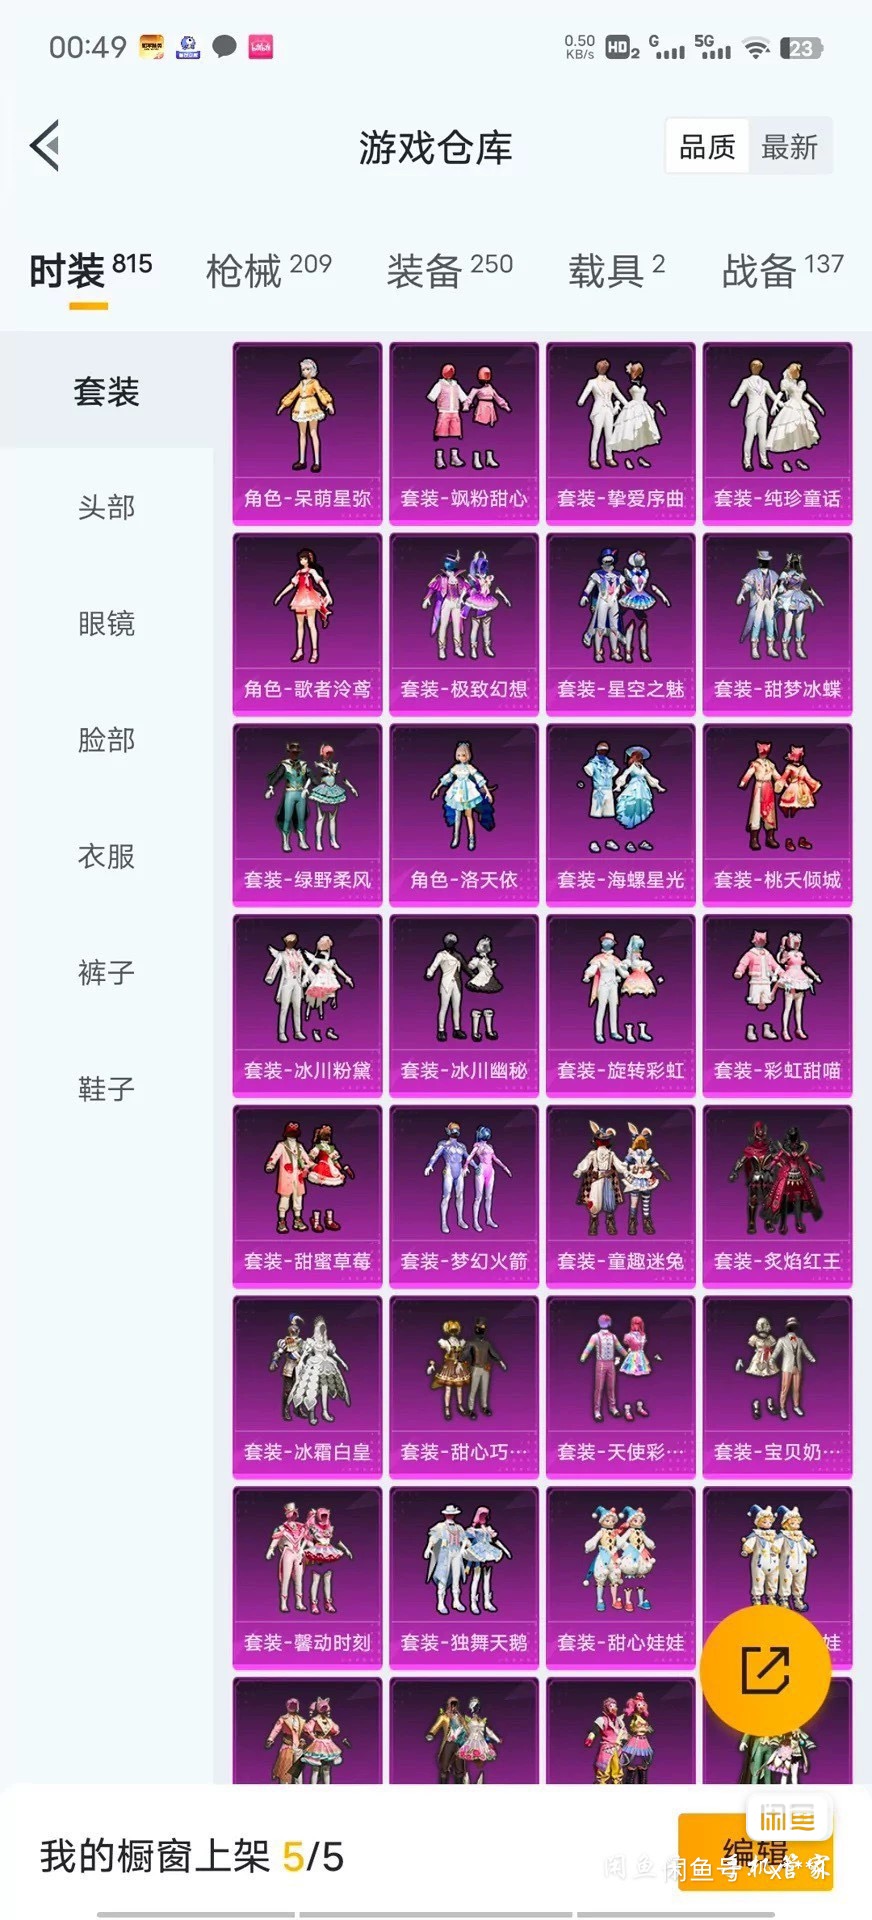 00:49
0.50 KB/s HD2 G 5G 23
游戏仓库
品质 最新
时装 815 枪械 209 装备 250 载具 2 战备 137
套装
头部
眼镜
脸部
衣服
裤子
鞋子
角色-呆萌星弥 套装-飒粉甜心 套装-挚爱序曲 套装-纯珍童话
角色-歌者泠鸢 套装-极致幻想 套装-星空之魅 套装-甜梦冰蝶
套装-绿野柔风 角色-洛天依 套装-海螺星光 套装-桃夭倾城
套装-冰川粉黛 套装-冰川幽秘 套装-旋转彩虹 套装-彩虹甜喵
套装-甜蜜草莓 套装-梦幻火箭 套装-童趣迷兔 套装-炙焰红王
套装-冰霜白皇 套装-甜心巧… 套装-天使彩… 套装-宝贝奶…
套装-馨动时刻 套装-独舞天鹅 套装-甜心娃娃 娃
我的橱窗上架 5/5
编辑
闲鱼
闲鱼号
管家